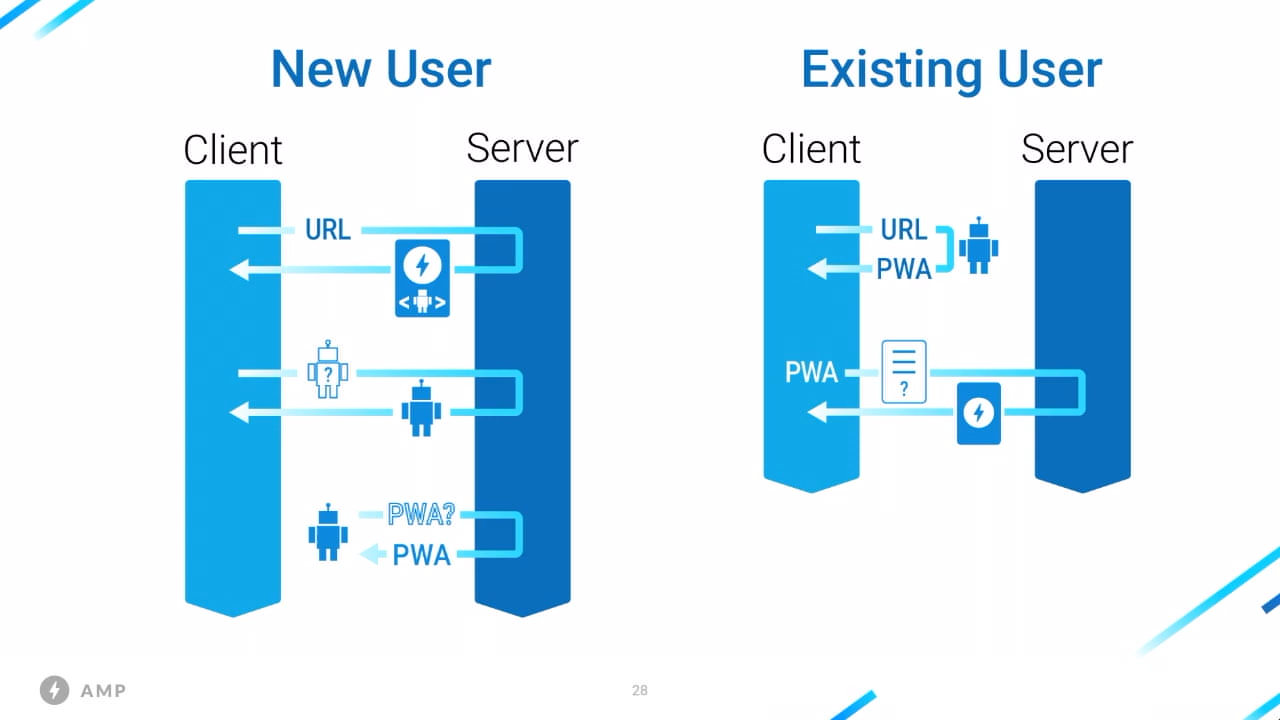 New User
Existing User
Client
Server
Client
Server
URL
< >
?
PWA?
PWA
URL
PWA
PWA
?
AMP
28